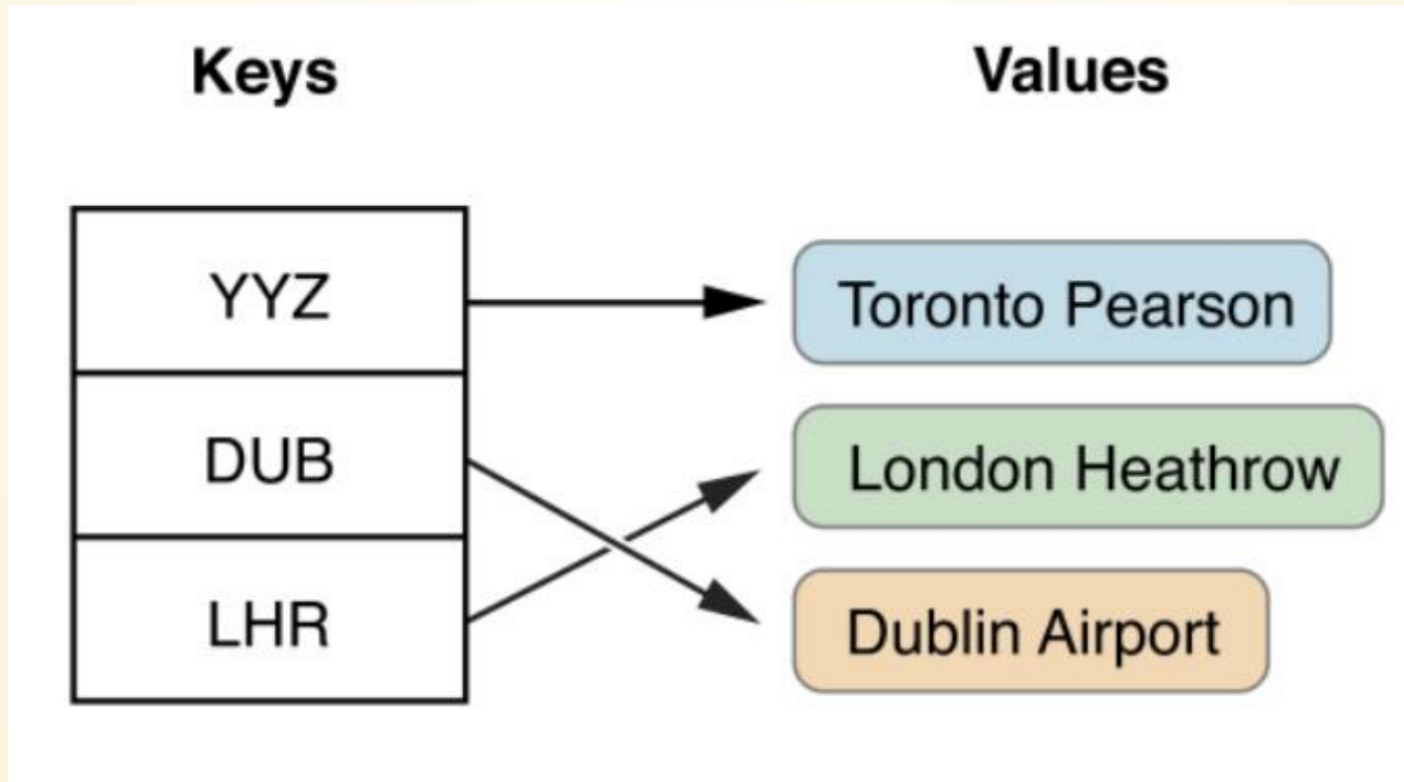 Keys
Values
YYZ
Toronto Pearson
DUB
London Heathrow
LHR
Dublin Airport